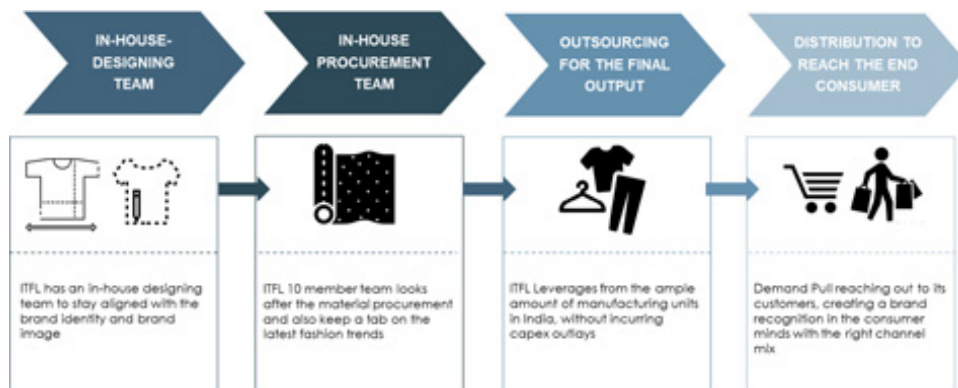 IN-HOUSE-
DESIGNING
TEAM
IN-HOUSE
PROCUREMENT
TEAM
OUTSOURCING
FOR THE FINAL
OUTPUT
DISTRIBUTION TO
REACH THE END
CONSUMER
ITFL has an in-house designing
team to stay aligned with the
brand identity and brand
image
ITFL 10 member team looks
after the material procurement
and also keep a tab on the
latest fashion trends
ITFL Leverages from the ample
amount of manufacturing units
in India, without incurring
capex outlays
Demand Pull reaching out to its
customers, creating a brand
recognition in the consumer
minds with the right channel
mix